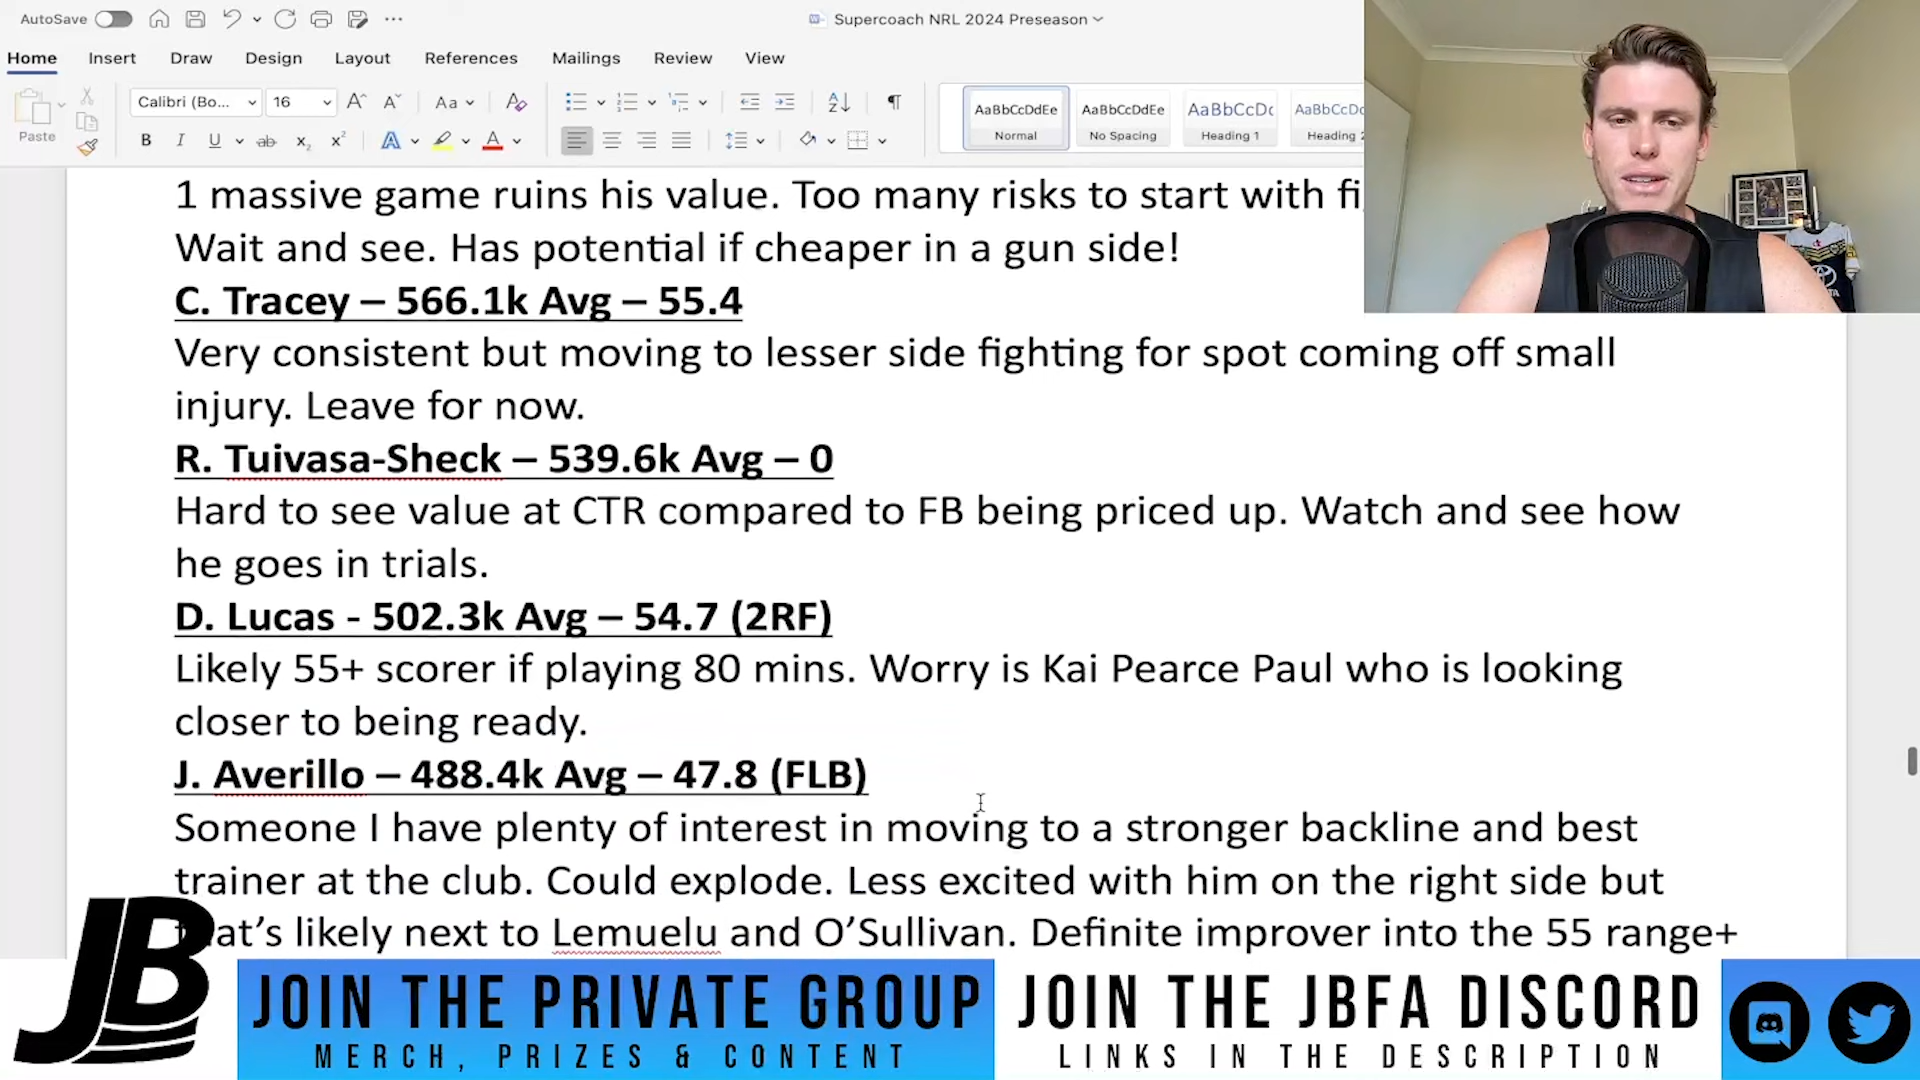 AutoSave
Supercoach NRL 2024 Preseason
Home Insert Draw Design Layout References Mailings Review View
Paste
Calibri (Bo... 16
AaBbCcDdEe
Normal
AaBbCcDdEe
No Spacing
AaBbCcDc
Heading 1
AaBbCcDc
Heading 2
1 massive game ruins his value. Too many risks to start with
Wait and see. Has potential if cheaper in a gun side!
C. Tracey – 566.1k Avg – 55.4
Very consistent but moving to lesser side fighting for spot coming off small
injury. Leave for now.
R. Tuivasa-Sheck – 539.6k Avg – 0
Hard to see value at CTR compared to FB being priced up. Watch and see how
he goes in trials.
D. Lucas - 502.3k Avg – 54.7 (2RF)
Likely 55+ scorer if playing 80 mins. Worry is Kai Pearce Paul who is looking
closer to being ready.
J. Averillo – 488.4k Avg – 47.8 (FLB)
Someone I have plenty of interest in moving to a stronger backline and best
trainer at the club. Could explode. Less excited with him on the right side but
that's likely next to Lemuelu and O'Sullivan. Definite improver into the 55 range+
JB
JOIN THE PRIVATE GROUP
MERCH, PRIZES & CONTENT
JOIN THE JBFA DISCORD
LINKS IN THE DESCRIPTION